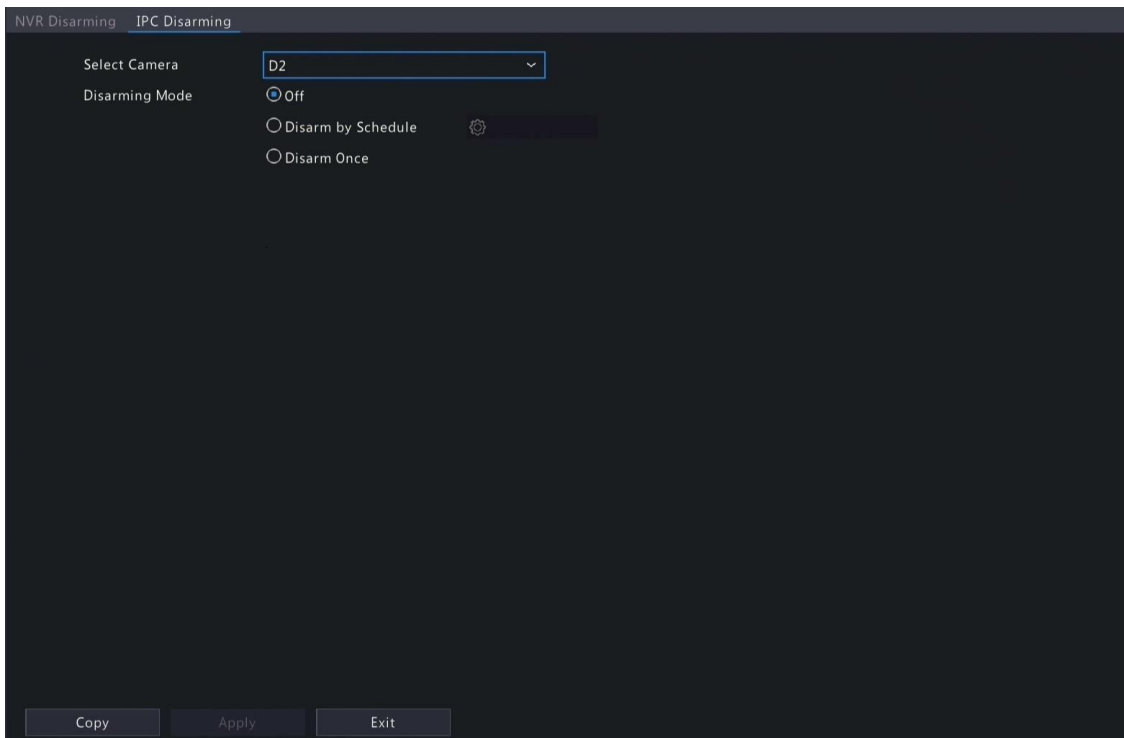 NVR Disarming IPC Disarming
Select Camera D2
Disarming Mode Off
Disarm by Schedule
Disarm Once
Copy Apply Exit